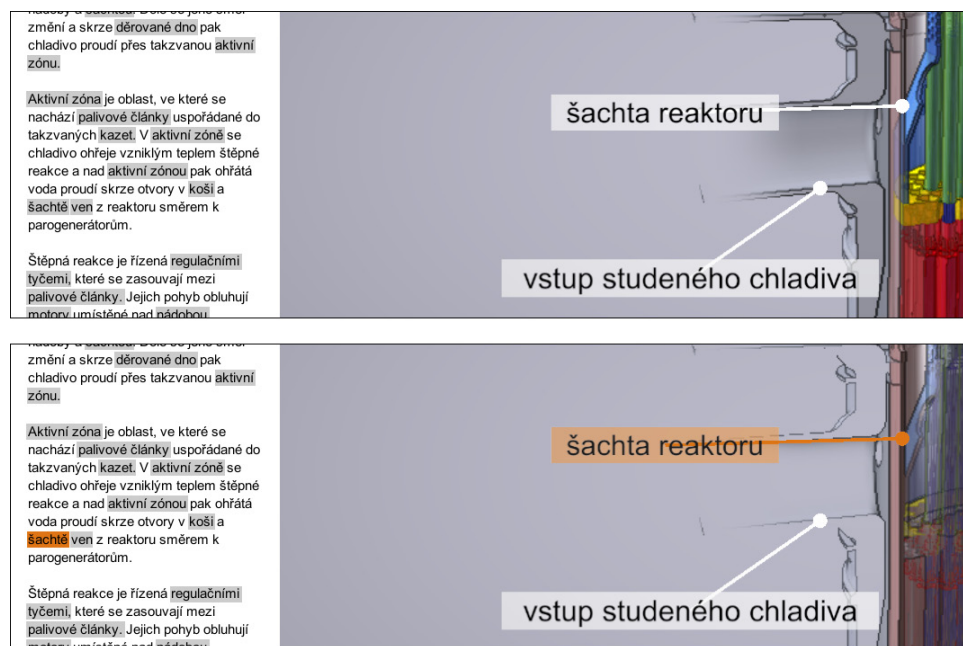 změní a skrze děrované dno pak
chladivo proudí přes takzvanou aktivní
zónu.
Aktivní zóna je oblast, ve které se
nachází palivové články uspořádané do
takzvaných kazet. V aktivní zóně se
chladivo ohřeje vzniklým teplem štěpné
reakce a nad aktivní zónou pak ohřátá
voda proudí skrze otvory v koši a
šachtě ven z reaktoru směrem k
parogenerátorům.
Štěpná reakce je řízená regulačními
tyčemi, které se zasouvají mezi
palivové články. Jejich pohyb obluhují
motory umístěné nad nádobou
šachta reaktoru
vstup studeného chladiva
změní a skrze děrované dno pak
chladivo proudí přes takzvanou aktivní
zónu.
Aktivní zóna je oblast, ve které se
nachází palivové články uspořádané do
takzvaných kazet. V aktivní zóně se
chladivo ohřeje vzniklým teplem štěpné
reakce a nad aktivní zónou pak ohřátá
voda proudí skrze otvory v koši a
šachtě ven z reaktoru směrem k
parogenerátorům.
Štěpná reakce je řízená regulačními
tyčemi, které se zasouvají mezi
palivové články. Jejich pohyb obluhují
šachta reaktoru
vstup studeného chladiva